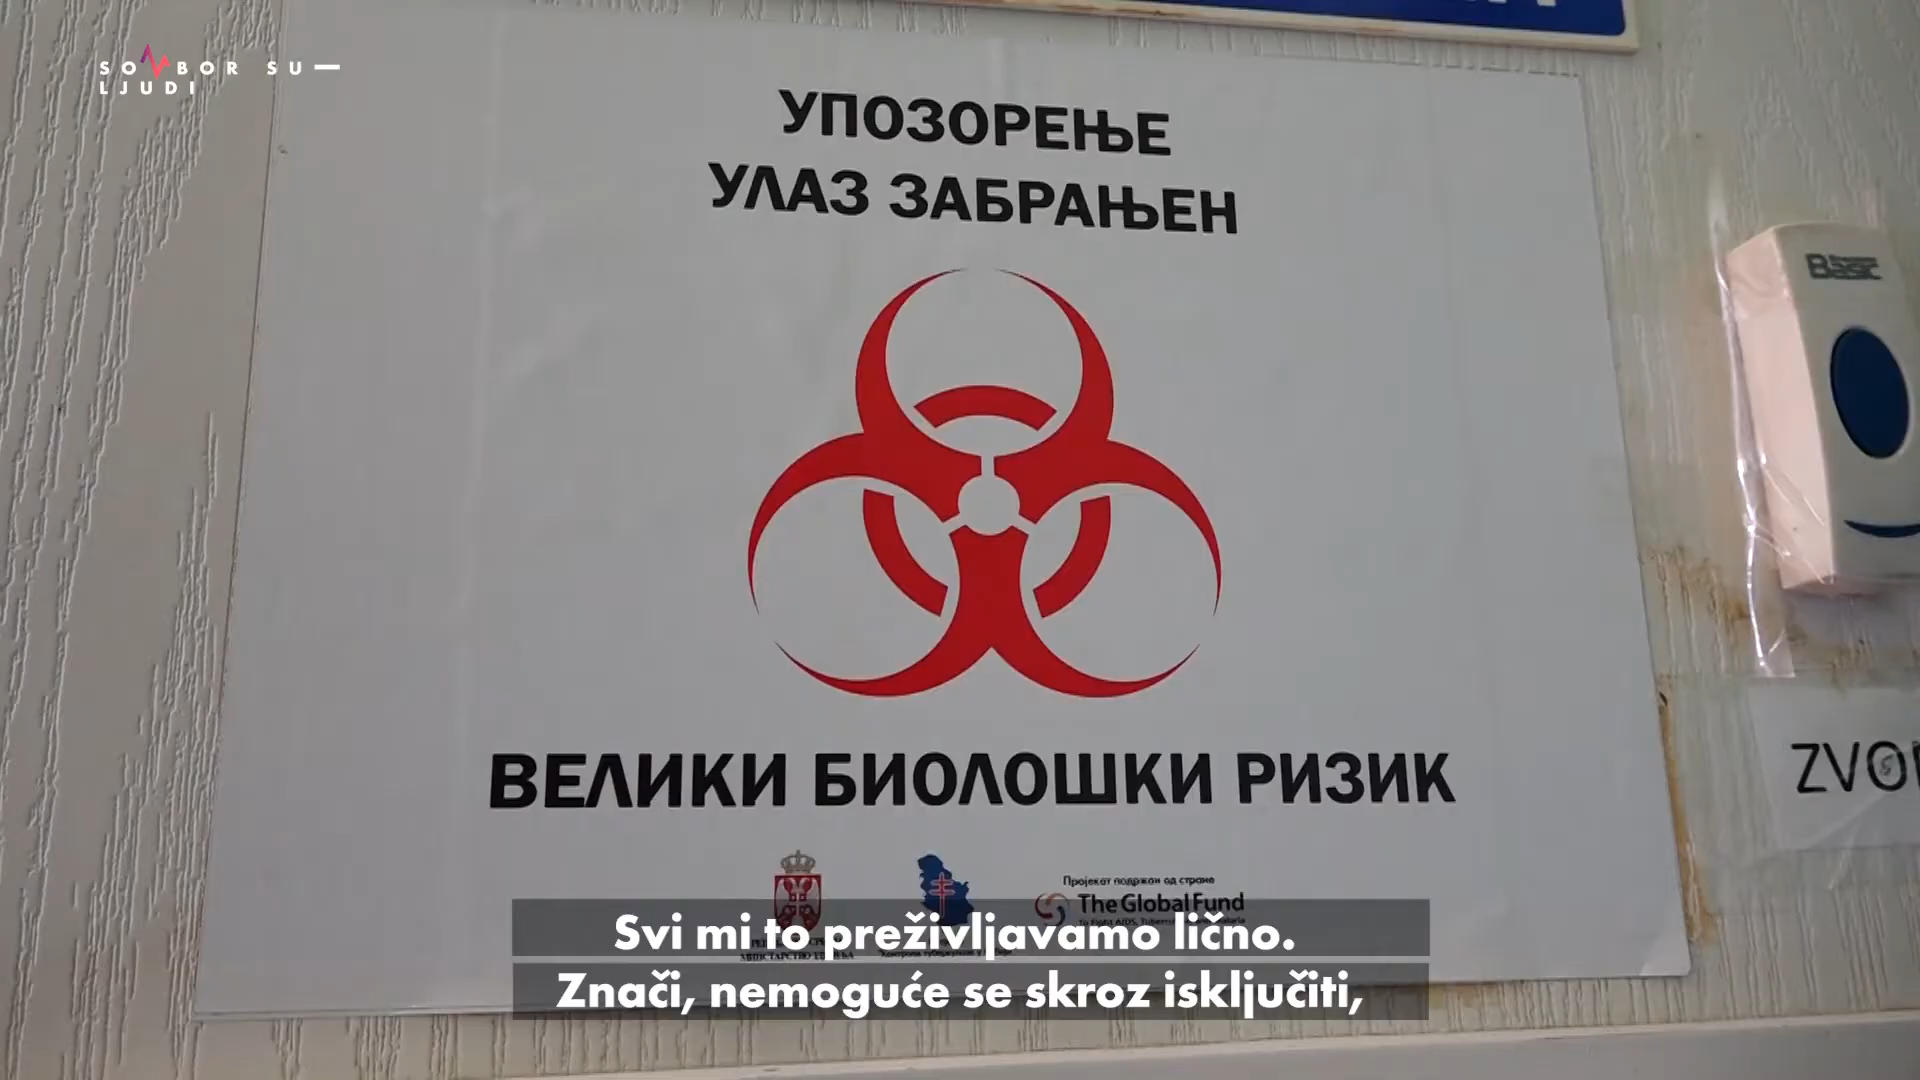 SOMBOR SU
LJUDI
УПОЗОРЕЊЕ
УЛАЗ ЗАБРАЊЕН
Basic
ВЕЛИКИ БИОЛОШКИ РИЗИК
Пројекат подржан од стране
The Global Fund
Svi mi to preživljavamo lično.
Znači, nemoguće se skroz isključiti,